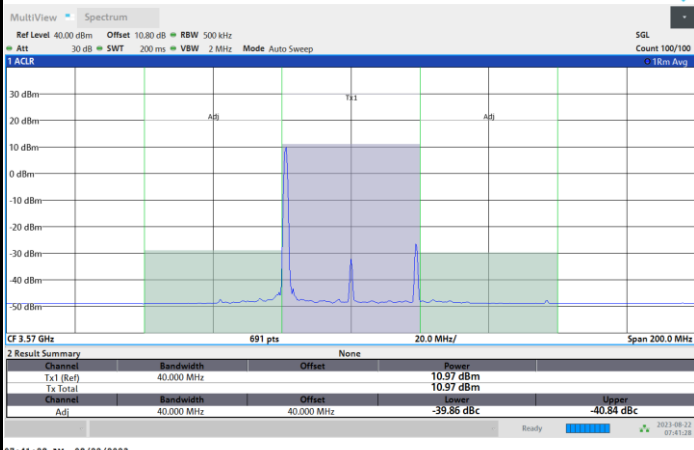 MultiView Spectrum
Ref Level 40.00 dBm Offset 10.80 dB RBW 500 kHz SGL
Att 30 dB SWT 200 ms VBW 2 MHz Mode Auto Sweep Count 100/100
1 ACLR 1Rm Avg
30 dBm
Tx1
20 dBm Adj Adj
10 dBm
0 dBm
-10 dBm
-20 dBm
-30 dBm
-40 dBm
-50 dBm
CF 3.57 GHz 691 pts 20.0 MHz/ Span 200.0 MHz
2 Result Summary None
Channel Bandwidth Offset Power
Tx1 (Ref) 40.000 MHz 10.97 dBm
Tx Total 10.97 dBm
Channel Bandwidth Offset Lower Upper
Adj 40.000 MHz 40.000 MHz -39.86 dBc -40.84 dBc
Ready 2023-08-22
07:41:28